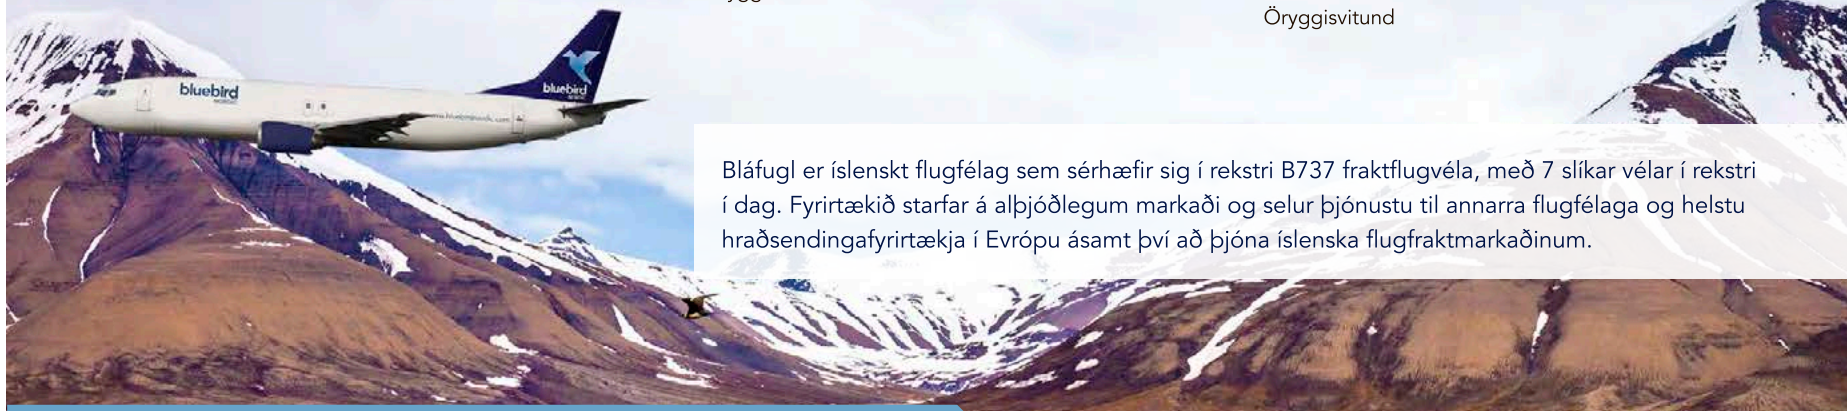 Öryggisvitund
bluebird
NORDIC
bluebird
Bláfugl er íslenskt flugfélag sem sérhæfir sig í rekstri B737 fraktflugvéla, með 7 slíkar vélar í rekstri
í dag. Fyrirtækið starfar á alþjóðlegum markaði og selur þjónustu til annarra flugfélaga og helstu
hraðsendingafyrirtækja í Evrópu ásamt því að þjóna íslenska flugfraktmarkaðinum.